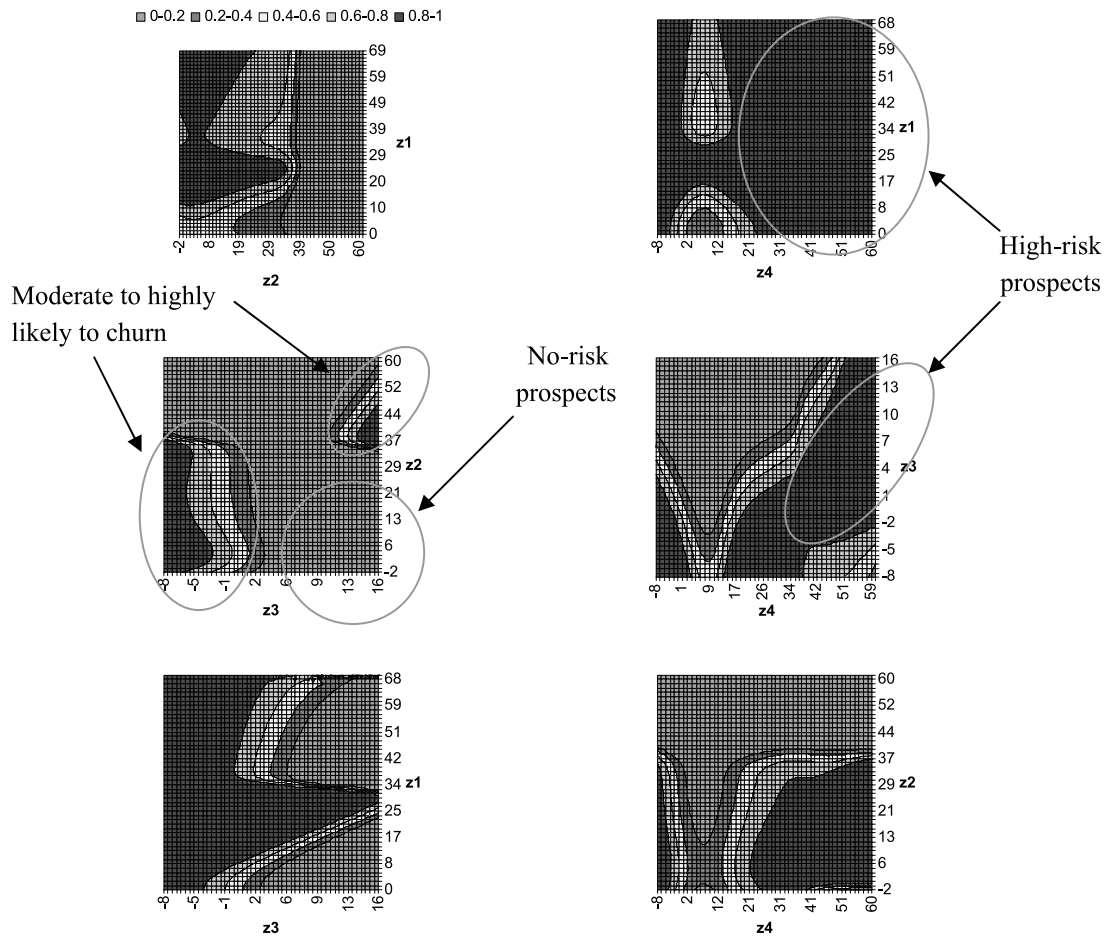 0-0.2 0.2-0.4 0.4-0.6 0.6-0.8 0.8-1
69
59
49
39
z1
29
20
10
0
-2 8 19 29 39 49 60
z2
68
60
51
42
34
z1
25
17
8
0
-8 2 12 21 31 41 51 60
z4
High-risk
prospects
Moderate to highly
likely to churn
No-risk
prospects
60
52
44
37
29
z2
21
13
6
-2
-8 -5 -1 2 6 9 13 16
z3
16
13
10
7
4
z3
1
-2
-5
-8
-8 1 9 17 26 34 42 51 59
z4
68
60
51
42
34
z1
25
17
8
0
-8 -5 -1 2 6 9 13 16
z3
60
52
44
37
29
z2
21
13
6
-2
-8 2 12 21 31 41 51 60
z4